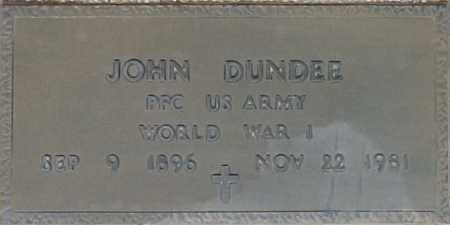 JOHN DUNDEE
PFC US ARMY
WORLD WAR I
SEP 9 1896 NOV 22 1981